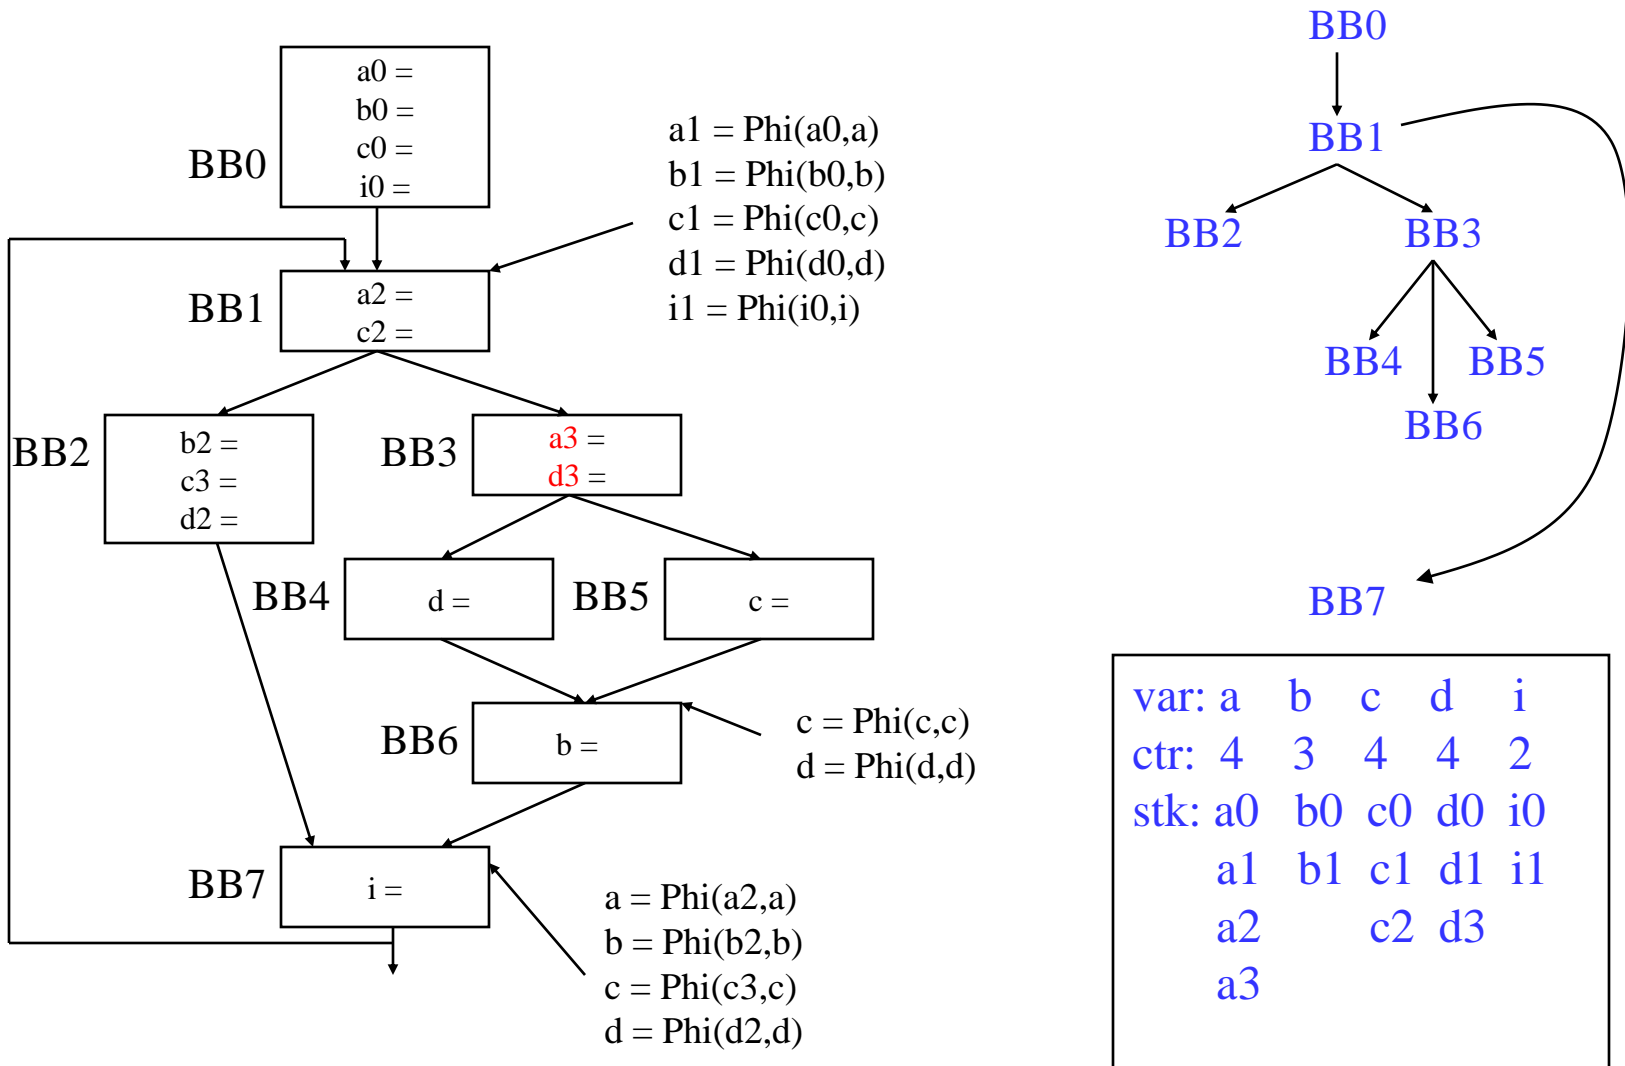 BB0
a0 =
b0 =
c0 =
i0 =
a1 = Phi(a0,a)
b1 = Phi(b0,b)
c1 = Phi(c0,c)
d1 = Phi(d0,d)
i1 = Phi(i0,i)
BB1
a2 =
c2 =
BB2
b2 =
c3 =
d2 =
BB3
a3 =
d3 =
BB4
d =
BB5
c =
BB6
b =
c = Phi(c,c)
d = Phi(d,d)
BB7
i =
a = Phi(a2,a)
b = Phi(b2,b)
c = Phi(c3,c)
d = Phi(d2,d)
BB0
BB1
BB2 BB3
BB4 BB5
BB6
BB7
var: a b c d i
ctr: 4 3 4 4 2
stk: a0 b0 c0 d0 i0
a1 b1 c1 d1 i1
a2 c2 d3
a3